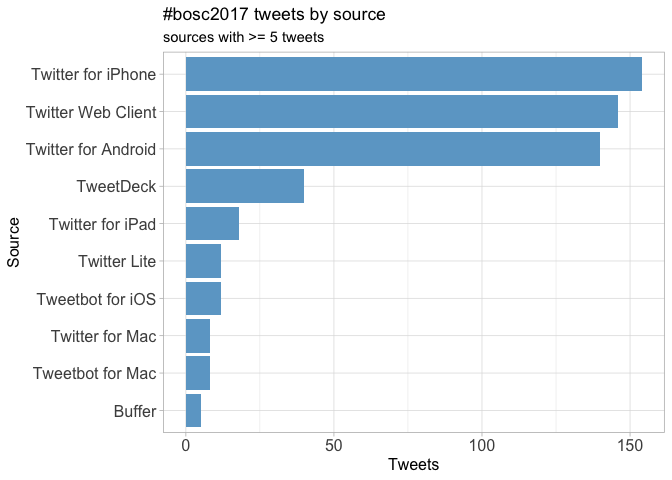 #bosc2017 tweets by source
sources with >= 5 tweets
Source
Twitter for iPhone
Twitter Web Client
Twitter for Android
TweetDeck
Twitter for iPad
Twitter Lite
Tweetbot for iOS
Twitter for Mac
Tweetbot for Mac
Buffer
0 50 100 150
Tweets